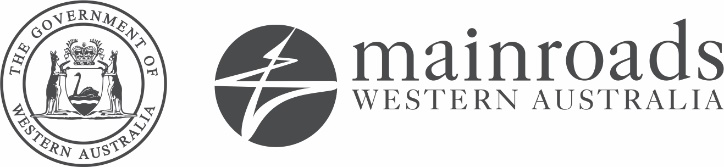 THE GOVERNMENT OF
WESTERN AUSTRALIA
mainroads
WESTERN AUSTRALIA